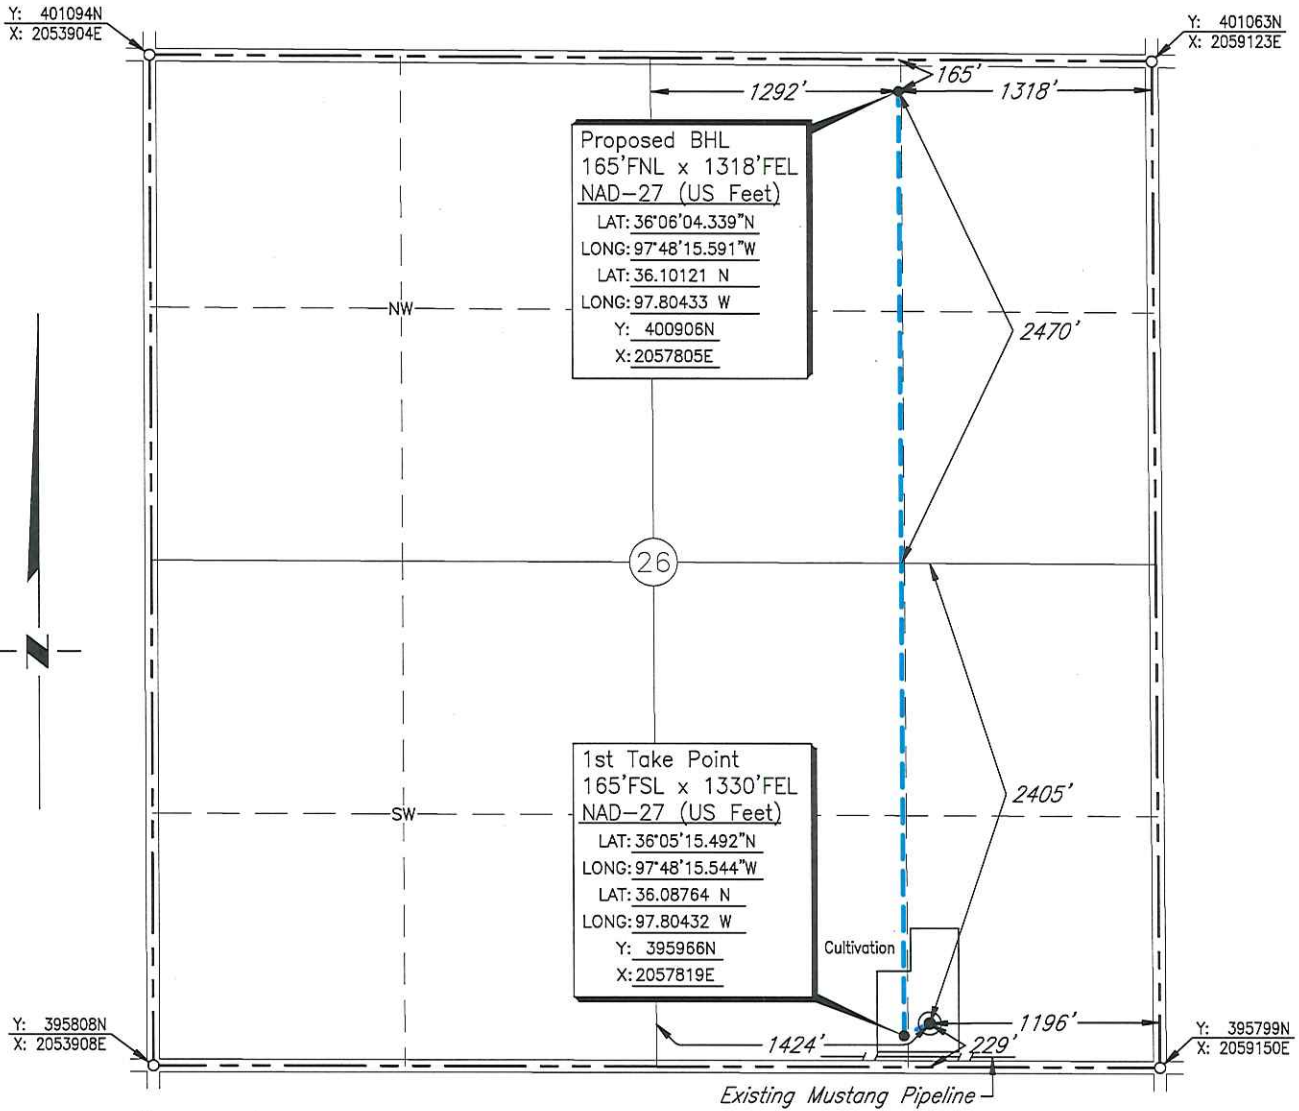 Y: 401094N
X: 2053904E
Y: 401063N
X: 2059123E
165'
1292'
1318'
Proposed BHL
165'FNL x 1318'FEL
NAD-27 (US Feet)
LAT: 36°06'04.339"N
LONG: 97°48'15.591"W
LAT: 36.10121 N
LONG: 97.80433 W
Y: 400906N
X: 2057805E
NW
2470'
26
N
1st Take Point
165'FSL x 1330'FEL
NAD-27 (US Feet)
LAT: 36°05'15.492"N
LONG: 97°48'15.544"W
LAT: 36.08764 N
LONG: 97.80432 W
Y: 395966N
X: 2057819E
SW
2405'
Cultivation
1196'
1424'
229'
Y: 395808N
X: 2053908E
Y: 395799N
X: 2059150E
Existing Mustang Pipeline